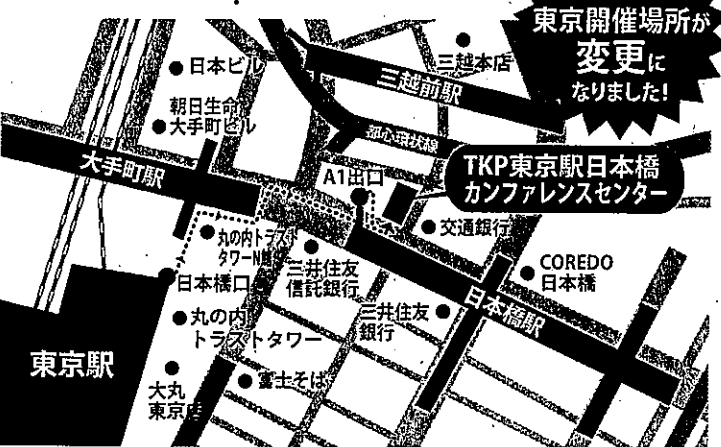 東京開催場所が
変更に
なりました!
日本ビル
三越本店
三越前駅
朝日生命
大手町ビル
都心環状線
大手町駅
A1出口
TKP東京駅日本橋
カンファレンスセンター
丸の内トラスト
タワーN館
交通銀行
三井住友
信託銀行
COREDO
日本橋
日本橋口
日本橋駅
丸の内
トラストタワー
三井住友
銀行
東京駅
大丸
東京店
富士そば